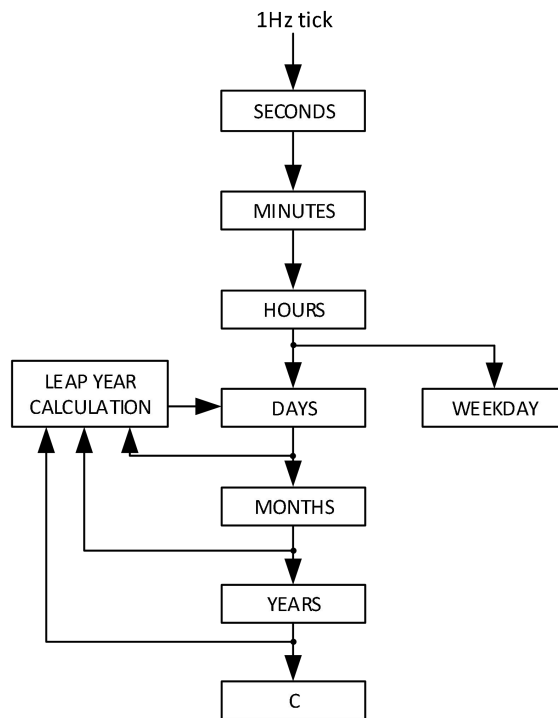 1Hz tick
SECONDS
MINUTES
HOURS
LEAP YEAR
CALCULATION
DAYS
WEEKDAY
MONTHS
YEARS
C